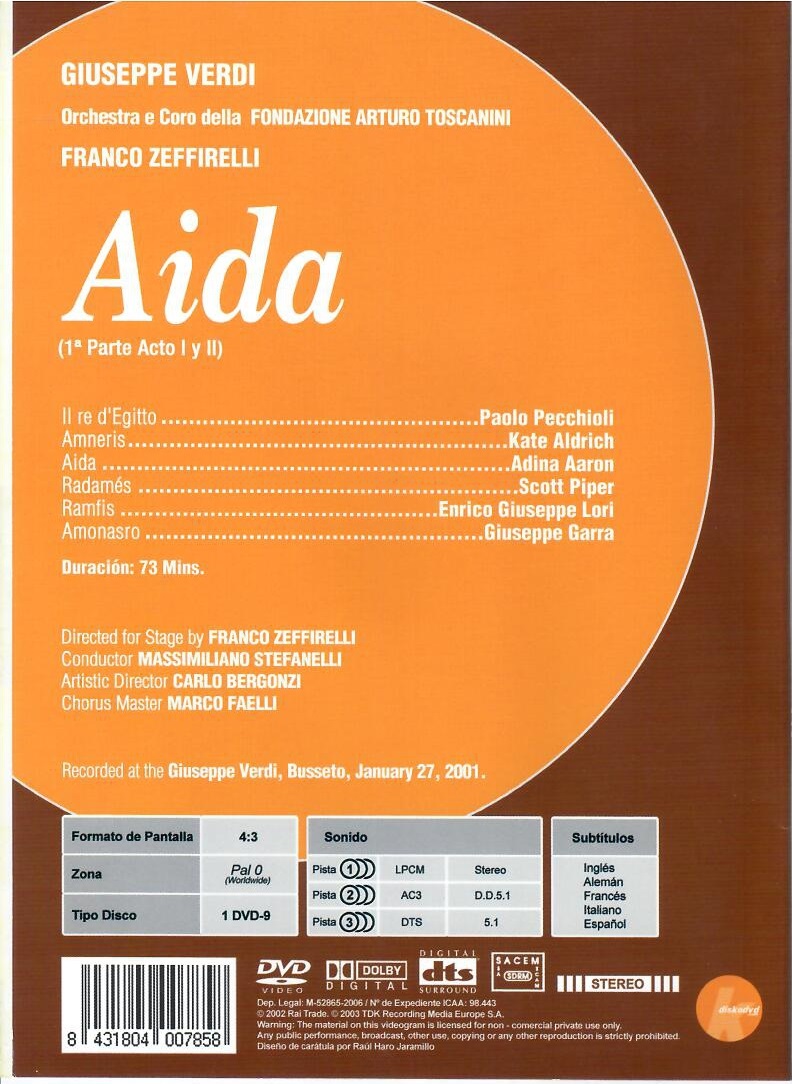 GIUSEPPE VERDI
Orchestra e Coro della FONDAZIONE ARTURO TOSCANINI
FRANCO ZEFFIRELLI
Aida
(1ª Parte Acto I y II)
Il re d'Egitto ........ Paolo Pecchioli
Amneris ........ Kate Aldrich
Aida ........ Adina Aaron
Radamés ........ Scott Piper
Ramfis ........ Enrico Giuseppe Lori
Amonasro ........ Giuseppe Garra
Duración: 73 Mins.
Directed for Stage by FRANCO ZEFFIRELLI
Conductor MASSIMILIANO STEFANELLI
Artistic Director CARLO BERGONZI
Chorus Master MARCO FAELLI
Recorded at the Giuseppe Verdi, Busseto, January 27, 2001.
Formato de Pantalla 4:3
Zona Pal 0
(Worldwide)
Tipo Disco 1 DVD-9
Sonido
Pista 1 LPCM Stereo
Pista 2 AC3 D.D.5.1
Pista 3 DTS 5.1
Subtítulos
Inglés
Alemán
Francés
Italiano
Español
DVD VIDEO
DOLBY DIGITAL
DIGITAL dts SURROUND
SACEM
SDRM
STEREO
diskadvd
8 431804 007858
Dep. Legal: M-52865-2006 / Nº de Expediente ICAA: 98.443
© 2002 Rai Trade. © 2003 TDK Recording Media Europe S.A.
Warning: The material on this videogram is licensed for non - comercial private use only.
Any public performance, broadcast, other use, copying or any other reproduction is strictly prohibited.
Diseño de carátula por Raúl Haro Jaramillo